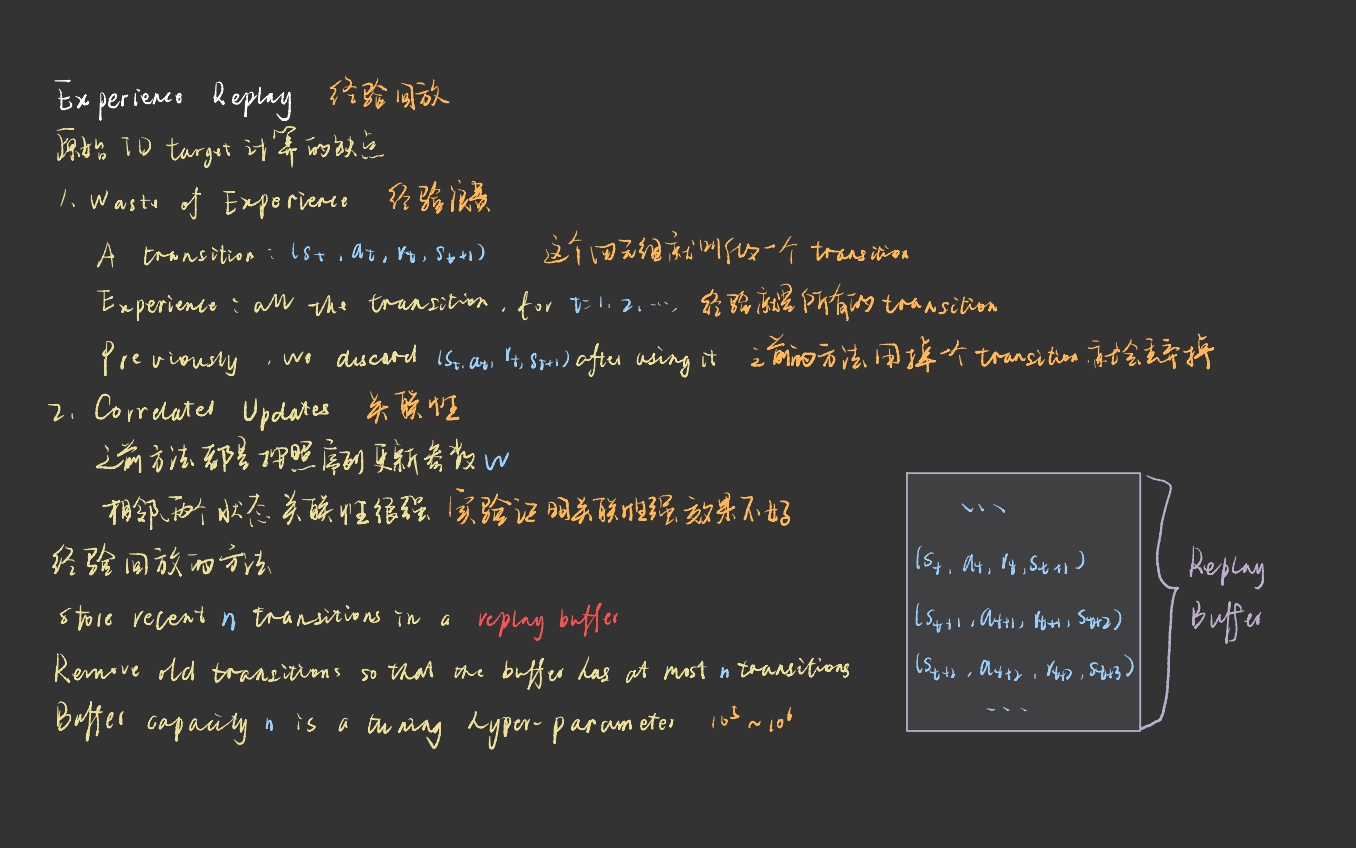 Experience Replay 经验回放
原始 TD target 计算的缺点
1. Waste of Experience 经验浪费
A transition: (s_t, a_t, r_t, s_{t+1}) 这个四元组就叫做一个 transition
Experience: all the transition, for t=1, 2, …, 经验就是所有的 transition
Previously, we discard (s_t, a_t, r_t, s_{t+1}) after using it 之前的方法用掉一个 transition 就会丢弃掉
2. Correlated Updates 关联性
之前方法都是按照序列更新参数 w
相邻两个状态关联性很强 实验证明关联性强效果不好
经验回放的方法
Store recent n transitions in a replay buffer
Remove old transitions so that the buffer has at most n transitions
Buffer capacity n is a tuning hyper-parameter 10^5 ~ 10^6
...
(s_t, a_t, r_t, s_{t+1})
(s_{t+1}, a_{t+1}, r_{t+1}, s_{t+2})
(s_{t+2}, a_{t+2}, r_{t+2}, s_{t+3})
...
Replay
Buffer